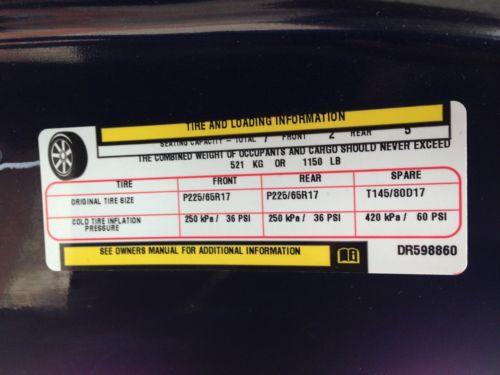 TIRE AND LOADING INFORMATION
SEATING CAPACITY - TOTAL 7 FRONT 2 REAR 5
THE COMBINED WEIGHT OF OCCUPANTS AND CARGO SHOULD NEVER EXCEED
521 KG OR 1150 LB
TIRE FRONT REAR SPARE
ORIGINAL TIRE SIZE P225/65R17 P225/65R17 T145/80D17
COLD TIRE INFLATION PRESSURE 250 kPa/ 36 PSI 250 kPa/ 36 PSI 420 kPa/ 60 PSI
SEE OWNERS MANUAL FOR ADDITIONAL INFORMATION
DR598860